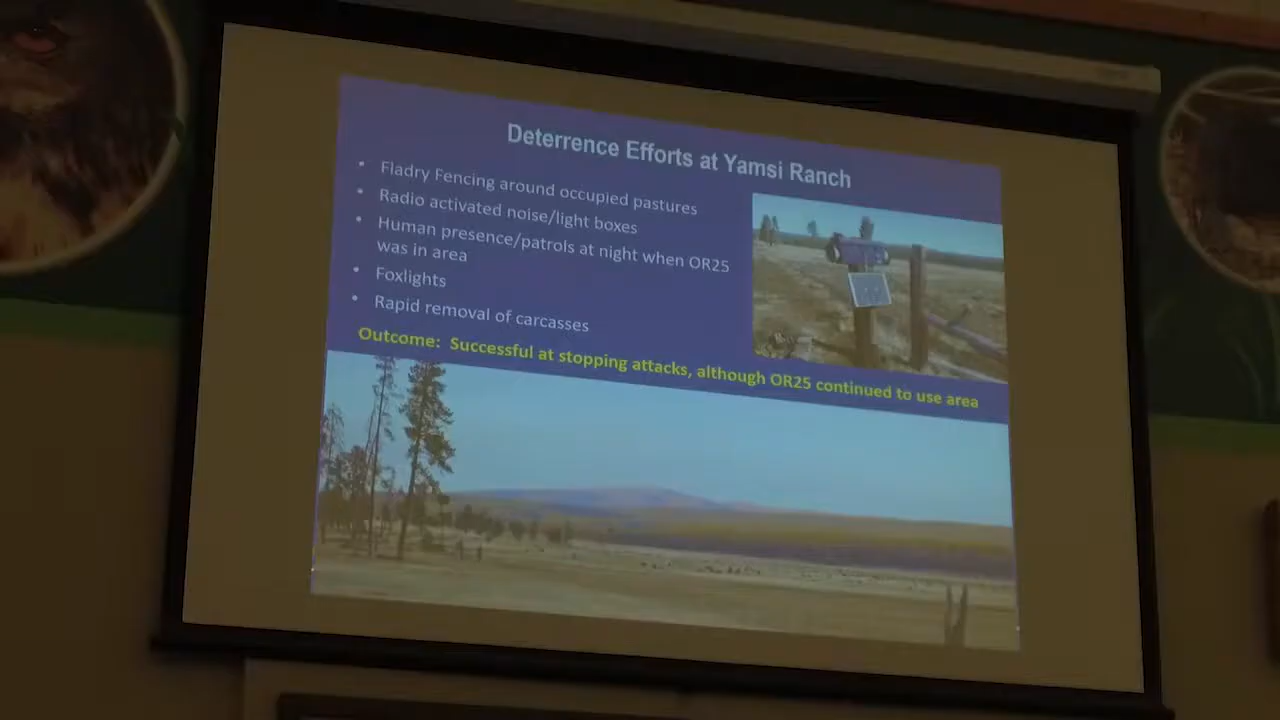 Deterrence Efforts at Yamsi Ranch
• Fladry Fencing around occupied pastures
• Radio activated noise/light boxes
• Human presence/patrols at night when OR25
was in area
• Foxlights
• Rapid removal of carcasses
Outcome: Successful at stopping attacks, although OR25 continued to use area